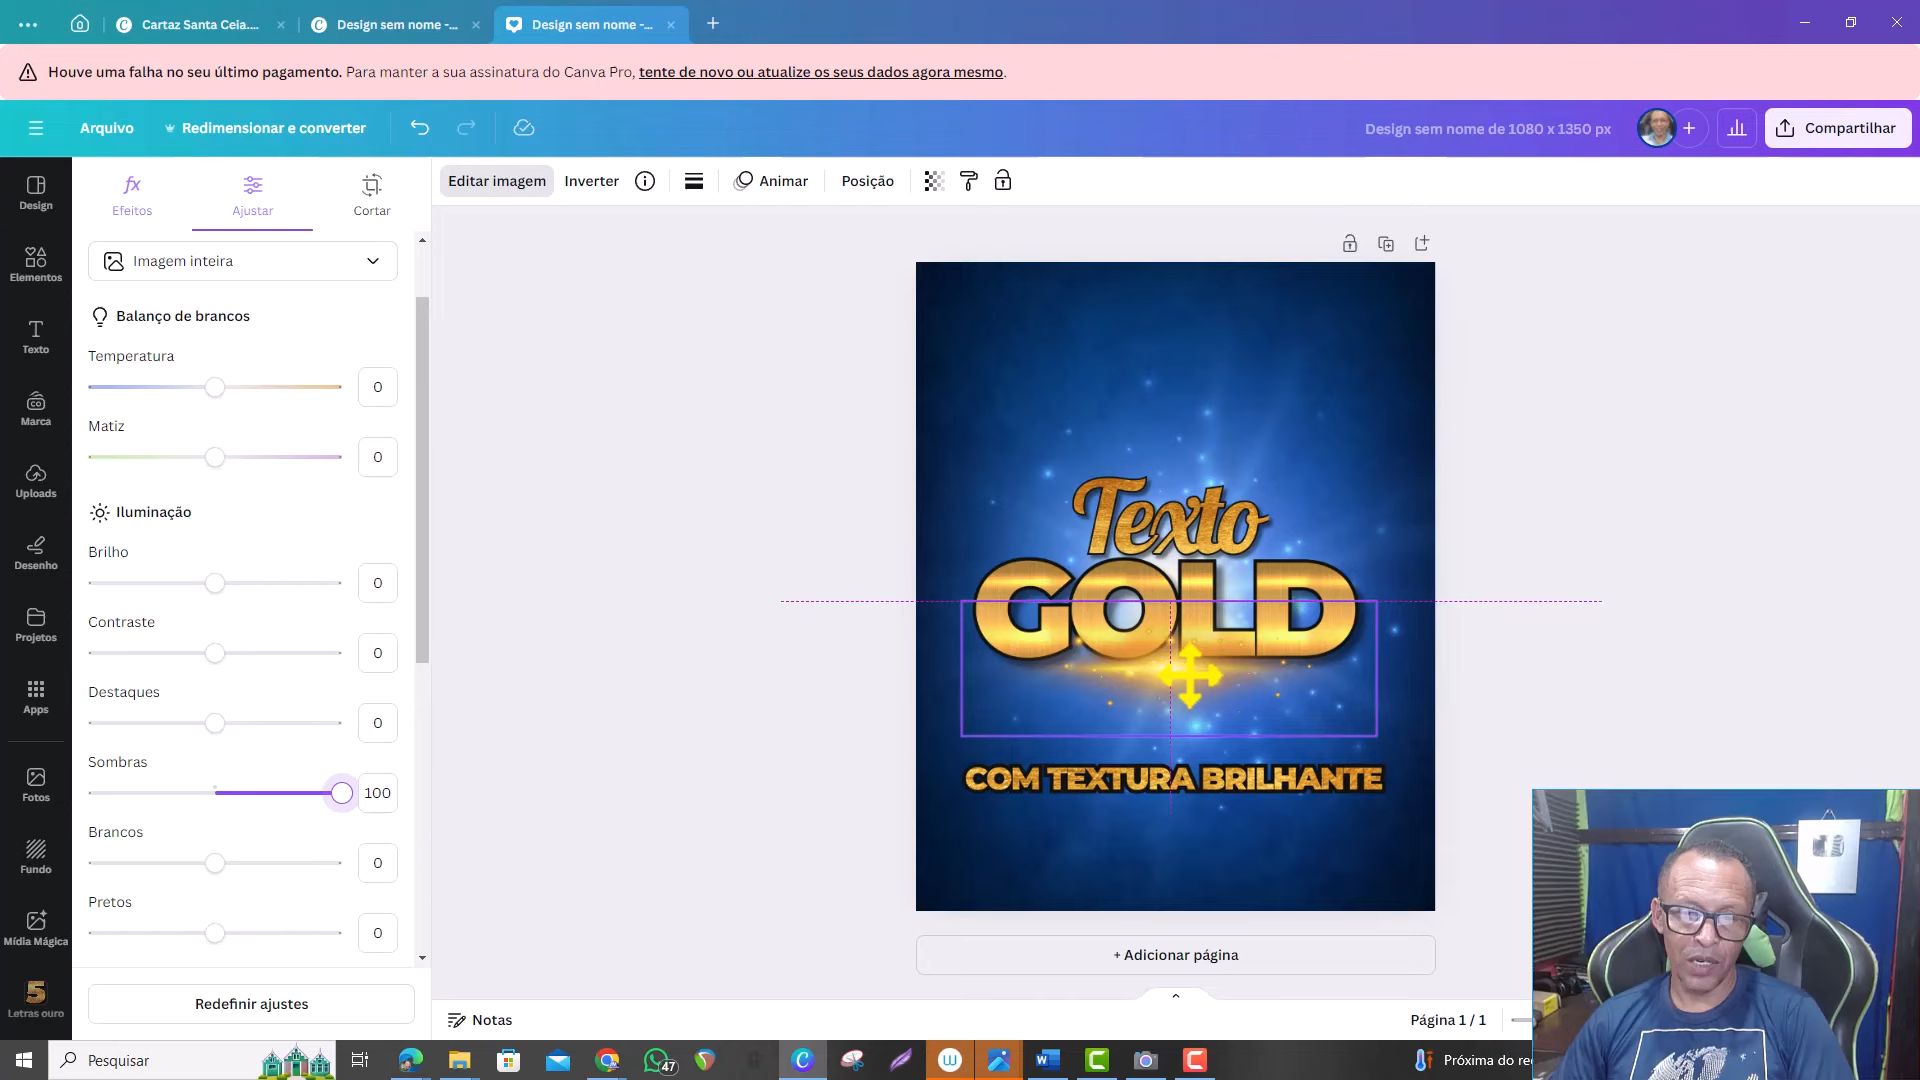 Cartaz Santa Ceia....
Design sem nome -...
Design sem nome -...
Houve uma falha no seu último pagamento. Para manter a sua assinatura do Canva Pro, tente de novo ou atualize os seus dados agora mesmo.
Arquivo
Redimensionar e converter
Design sem nome de 1080 x 1350 px
Compartilhar
Design
Elementos
Texto
Marca
Uploads
Desenho
Projetos
Apps
Fotos
Fundo
Mídia Mágica
Letras ouro
Efeitos
Ajustar
Cortar
Imagem inteira
Balanço de brancos
Temperatura
0
Matiz
0
Iluminação
Brilho
0
Contraste
0
Destaques
0
Sombras
100
Brancos
0
Pretos
0
Redefinir ajustes
Editar imagem
Inverter
Animar
Posição
Texto
GOLD
COM TEXTURA BRILHANTE
+ Adicionar página
Notas
Página 1 / 1
Pesquisar
47
Próxima do re